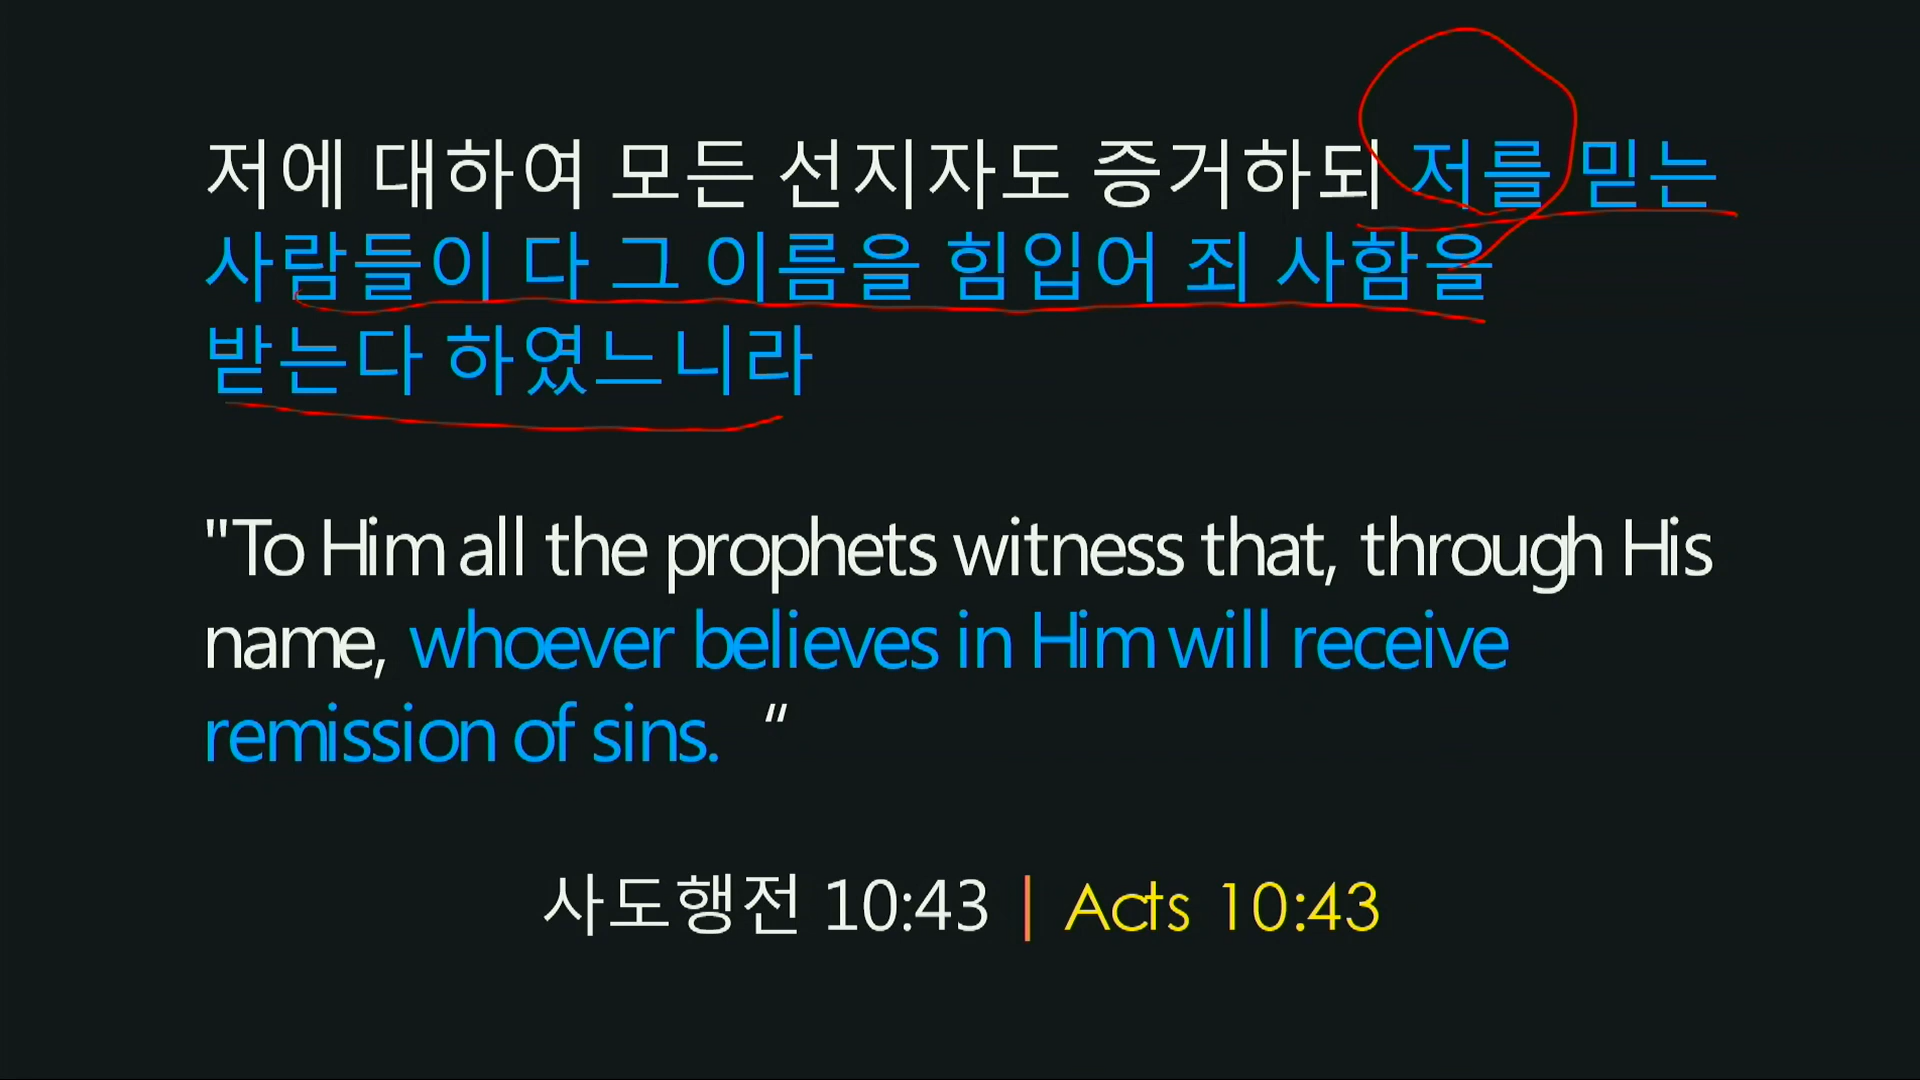 저에 대하여 모든 선지자도 증거하되 저를 믿는
사람들이 다 그 이름을 힘입어 죄 사함을
받는다 하였느니라
"To Him all the prophets witness that, through His
name, whoever believes in Him will receive
remission of sins. “
사도행전 10:43 | Acts 10:43